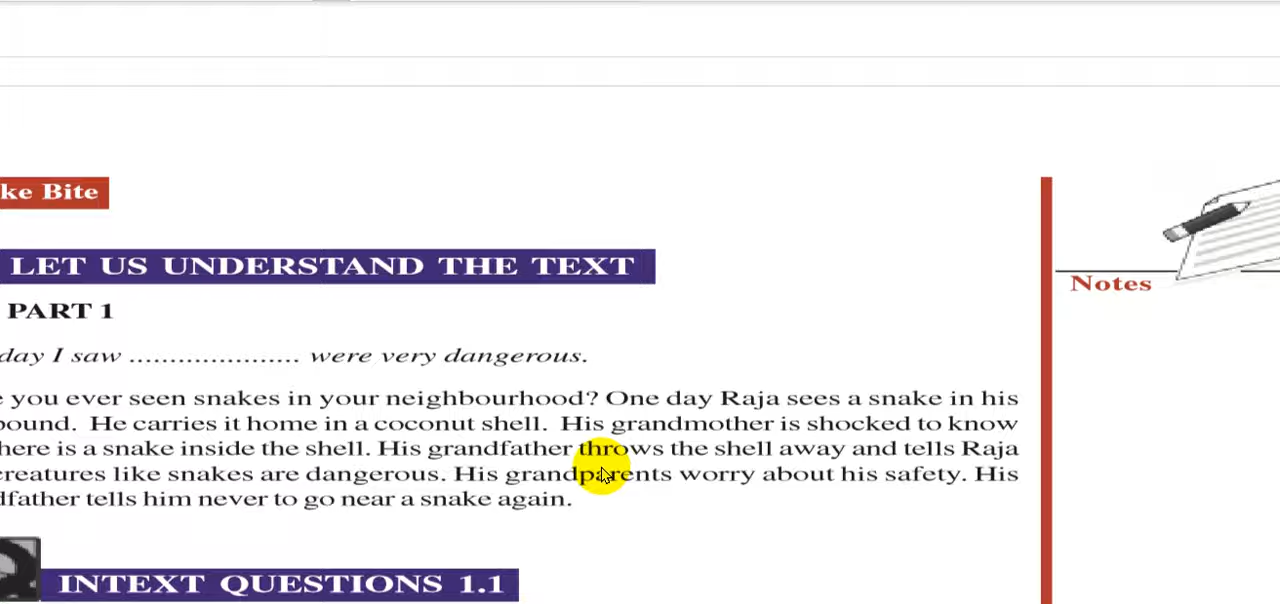 ke Bite
LET US UNDERSTAND THE TEXT
Notes
PART 1
day I saw ..................... were very dangerous.
e you ever seen snakes in your neighbourhood? One day Raja sees a snake in his
pound. He carries it home in a coconut shell. His grandmother is shocked to know
here is a snake inside the shell. His grandfather throws the shell away and tells Raja
creatures like snakes are dangerous. His grandparents worry about his safety. His
dfather tells him never to go near a snake again.
INTEXT QUESTIONS 1.1